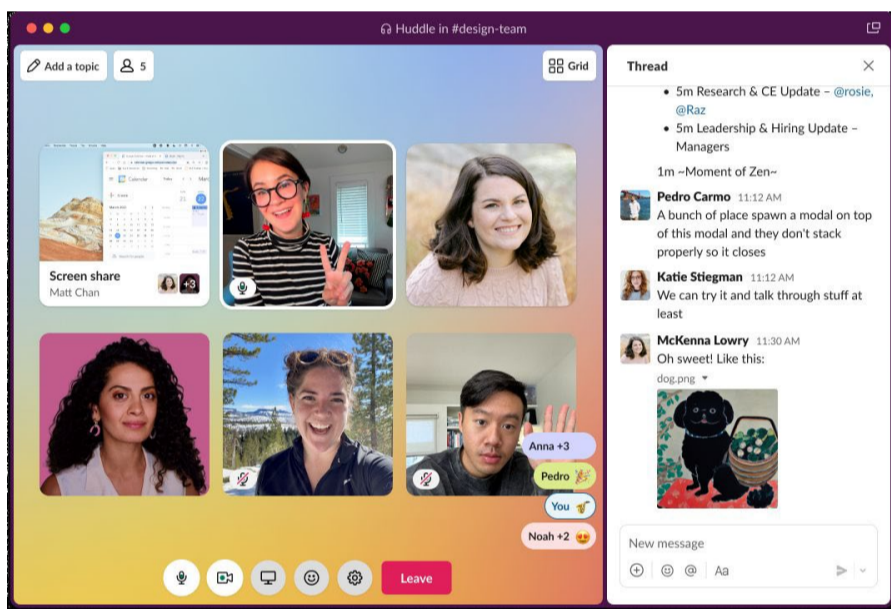 Huddle in #design-team
Add a topic
5
Grid
Screen share
Matt Chan
+3
Anna +3
Pedro
You
Noah +2
Leave
Thread
• 5m Research & CE Update – @rosie,
@Raz
• 5m Leadership & Hiring Update –
Managers
1m ~Moment of Zen~
Pedro Carmo 11:12 AM
A bunch of place spawn a modal on top
of this modal and they don't stack
properly so it closes
Katie Stiegman 11:12 AM
We can try it and talk through stuff at
least
McKenna Lowry 11:30 AM
Oh sweet! Like this:
dog.png
New message
Aa